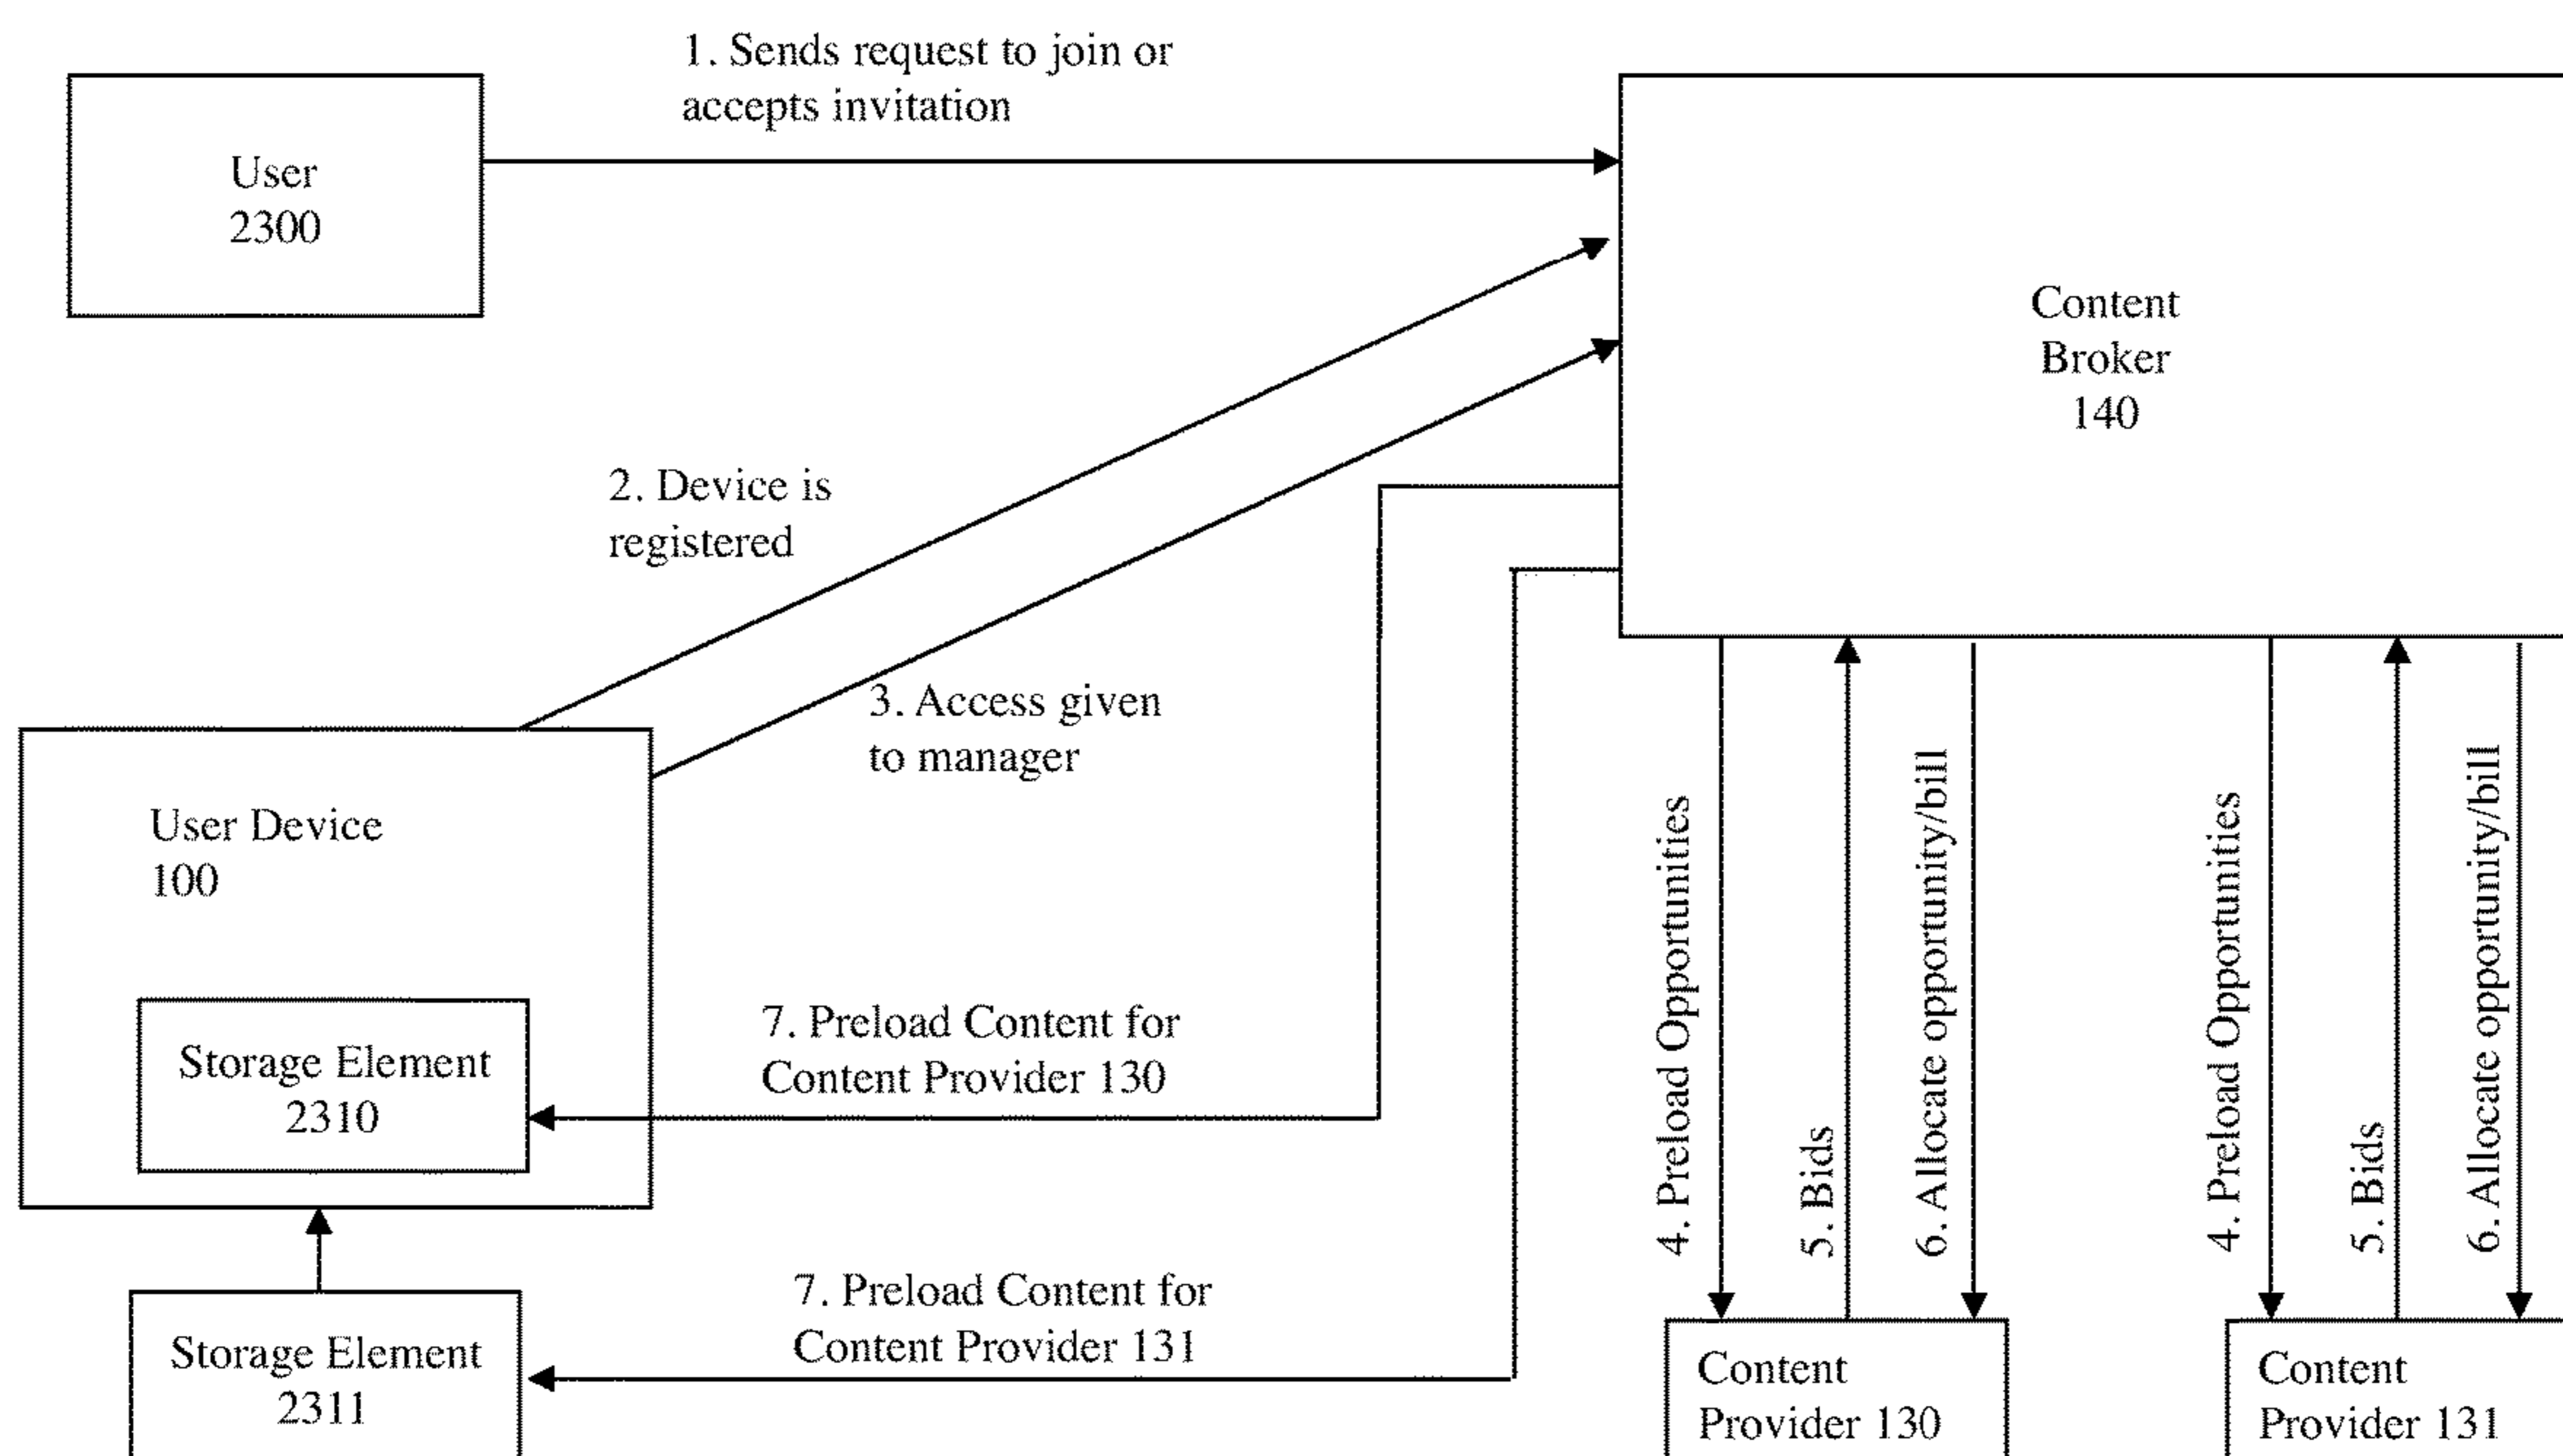 1. Sends request to join or
accepts invitation
User
2300
Content
Broker
140
2. Device is
registered
3. Access given
to manager
User Device
100
Storage Element
2310
7. Preload Content for
Content Provider 130
4. Preload Opportunities
5. Bids
6. Allocate opportunity/bill
4. Preload Opportunities
5. Bids
6. Allocate opportunity/bill
7. Preload Content for
Content Provider 131
Storage Element
2311
Content
Provider 130
Content
Provider 131